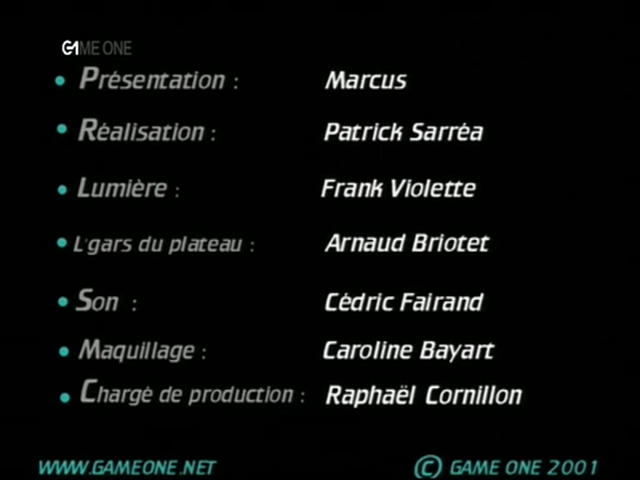 GAME ONE
Présentation : Marcus
Réalisation : Patrick Sarréa
Lumière : Frank Violette
L'gars du plateau : Arnaud Briotet
Son : Cédric Fairand
Maquillage : Caroline Bayart
Chargé de production : Raphaël Cornillon
WWW.GAMEONE.NET © GAME ONE 2001